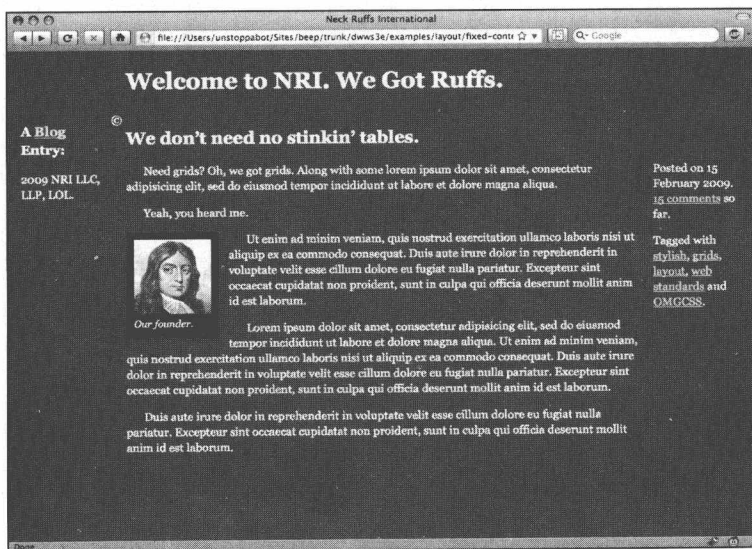 Neck Ruffs International
file:///Users/unstoppabot/Sites/beep/trunk/dwws3e/examples/layout/fixed-conte
Google
Welcome to NRI. We Got Ruffs.
A Blog
Entry:
©
2009 NRI LLC,
LLP, LOL.
We don't need no stinkin' tables.
Need grids? Oh, we got grids. Along with some lorem ipsum dolor sit amet, consectetur
adipisicing elit, sed do eiusmod tempor incididunt ut labore et dolore magna aliqua.
Yeah, you heard me.
Our founder.
Ut enim ad minim veniam, quis nostrud exercitation ullamco laboris nisi ut
aliquip ex ea commodo consequat. Duis aute irure dolor in reprehenderit in
voluptate velit esse cillum dolore eu fugiat nulla pariatur. Excepteur sint
occaecat cupidatat non proident, sunt in culpa qui officia deserunt mollit anim
id est laborum.
Lorem ipsum dolor sit amet, consectetur adipisicing elit, sed do eiusmod
tempor incididunt ut labore et dolore magna aliqua. Ut enim ad minim veniam,
quis nostrud exercitation ullamco laboris nisi ut aliquip ex ea commodo consequat. Duis aute irure
dolor in reprehenderit in voluptate velit esse cillum dolore eu fugiat nulla pariatur. Excepteur sint
occaecat cupidatat non proident, sunt in culpa qui officia deserunt mollit anim id est laborum.
Duis aute irure dolor in reprehenderit in voluptate velit esse cillum dolore eu fugiat nulla
pariatur. Excepteur sint occaecat cupidatat non proident, sunt in culpa qui officia deserunt mollit
anim id est laborum.
Posted on 15
February 2009.
15 comments so
far.
Tagged with
stylish, grids,
layout, web
standards and
OMGCSS.
Done